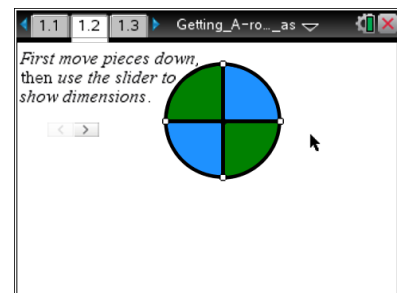 1.1 1.2 1.3 Getting_A-ro..._as
First move pieces down,
then use the slider to
show dimensions.